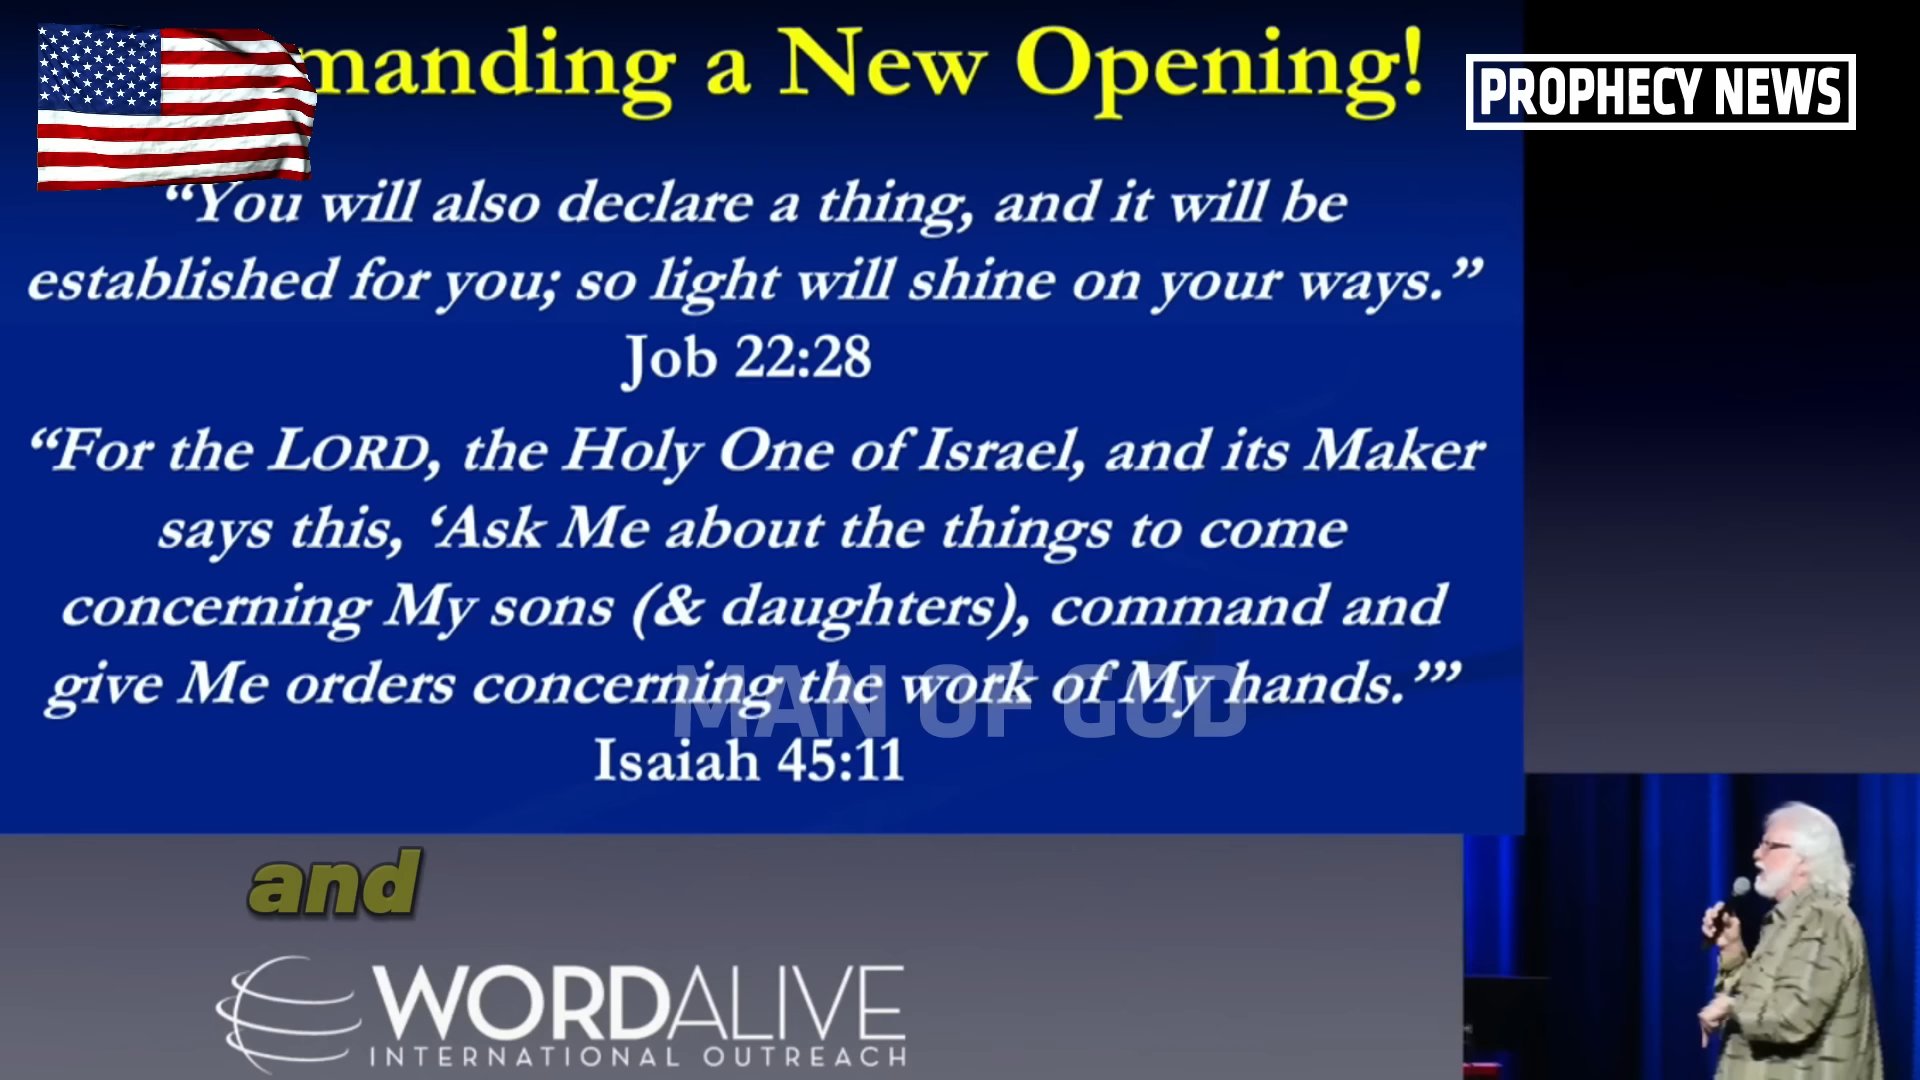 manding a New Opening!
PROPHECY NEWS
“You will also declare a thing, and it will be
established for you; so light will shine on your ways.”
Job 22:28
“For the LORD, the Holy One of Israel, and its Maker
says this, ‘Ask Me about the things to come
concerning My sons (& daughters), command and
give Me orders concerning the work of My hands.’”
MAN OF GOD
Isaiah 45:11
and
WORDALIVE
INTERNATIONAL OUTREACH